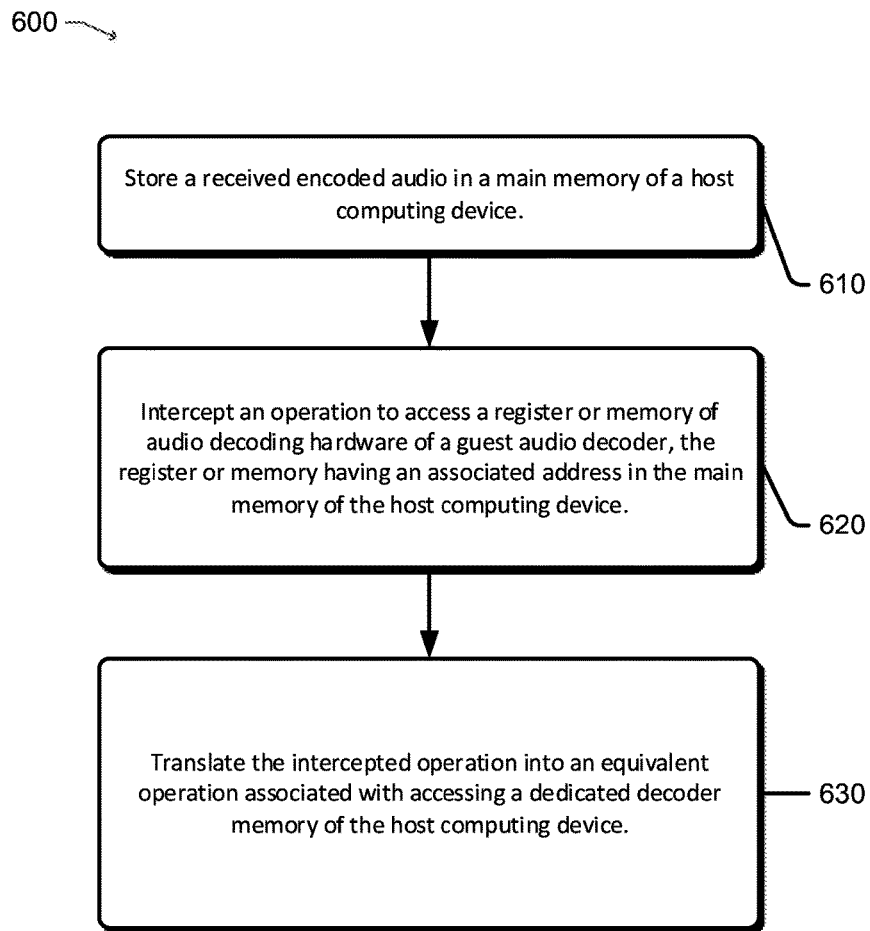 600
Store a received encoded audio in a main memory of a host
computing device.
610
Intercept an operation to access a register or memory of
audio decoding hardware of a guest audio decoder, the
register or memory having an associated address in the main
memory of the host computing device.
620
Translate the intercepted operation into an equivalent
operation associated with accessing a dedicated decoder
memory of the host computing device.
630